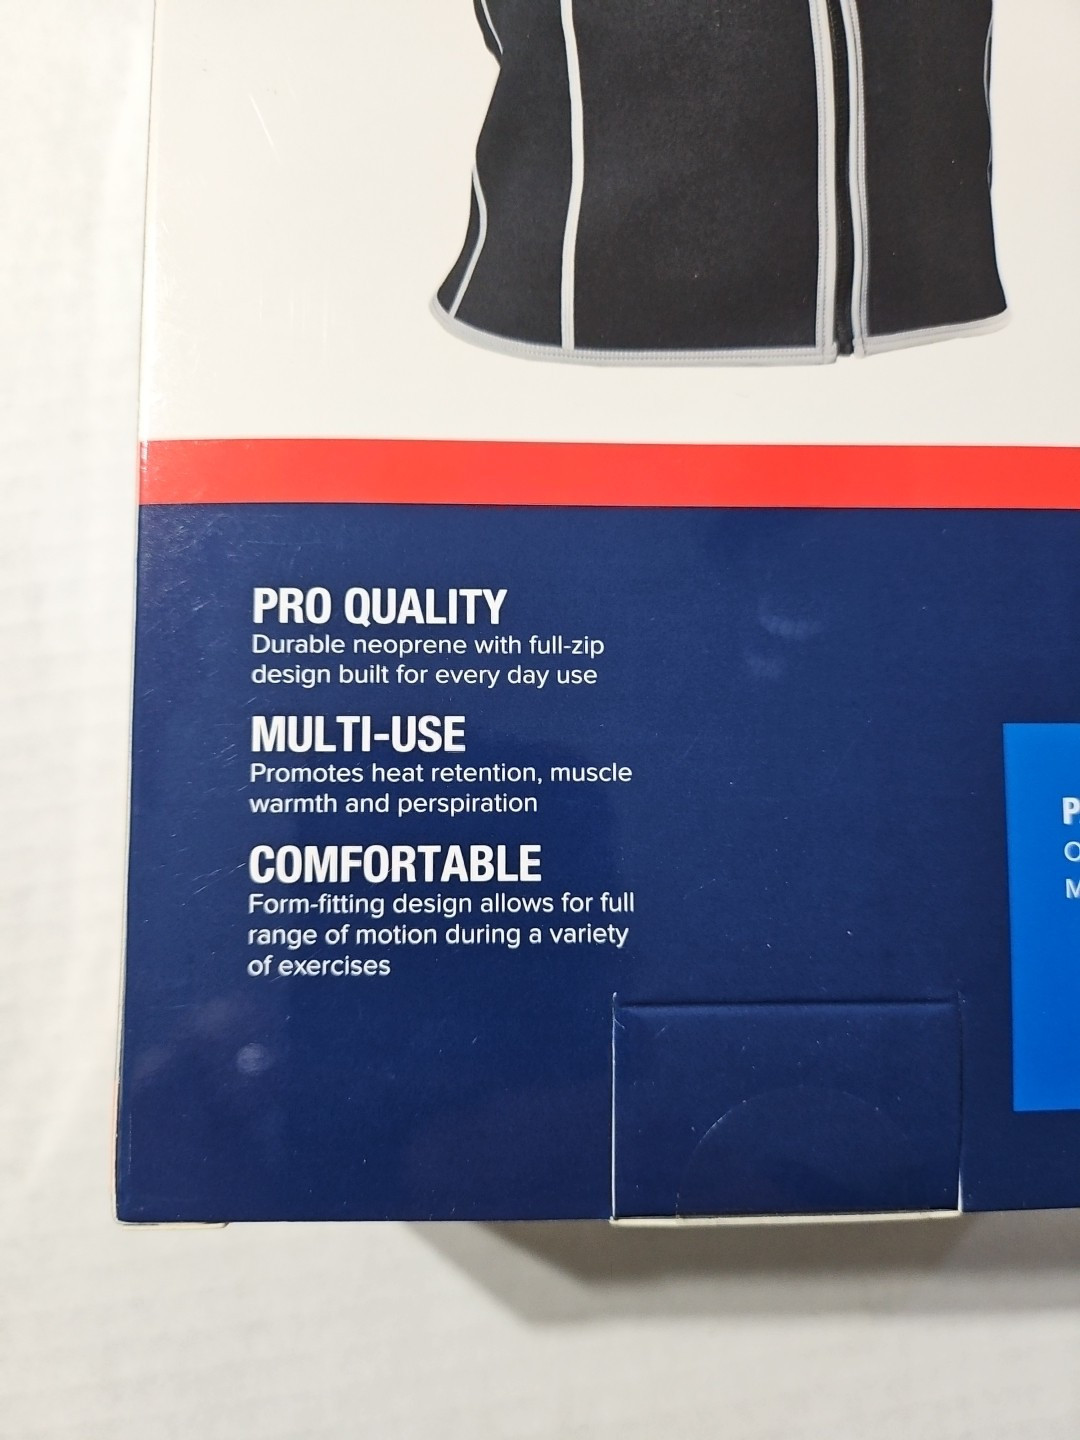 PRO QUALITY
Durable neoprene with full-zip
design built for every day use
MULTI-USE
Promotes heat retention, muscle
warmth and perspiration
COMFORTABLE
Form-fitting design allows for full
range of motion during a variety
of exercises